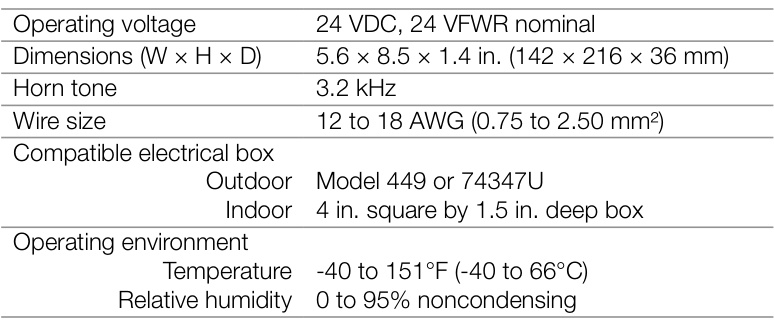 Operating voltage 24 VDC, 24 VFWR nominal
Dimensions (W × H × D) 5.6 × 8.5 × 1.4 in. (142 × 216 × 36 mm)
Horn tone 3.2 kHz
Wire size 12 to 18 AWG (0.75 to 2.50 mm²)
Compatible electrical box
Outdoor Model 449 or 74347U
Indoor 4 in. square by 1.5 in. deep box
Operating environment
Temperature -40 to 151°F (-40 to 66°C)
Relative humidity 0 to 95% noncondensing